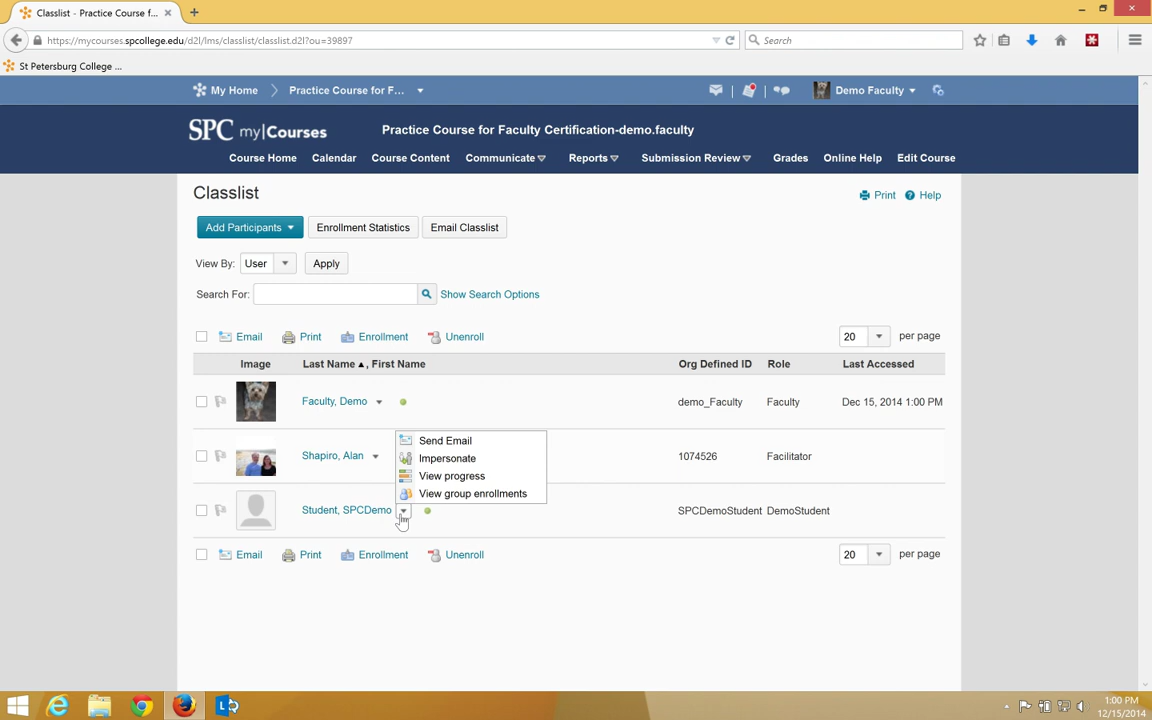 Classlist - Practice Course for f...
https://mycourses.spcollege.edu/d2l/lms/classlist/classlist.d2l?ou=39897
Search
St Petersburg College ...
My Home
Practice Course for F...
Demo Faculty
SPC my|Courses
Practice Course for Faculty Certification-demo.faculty
Course Home Calendar Course Content Communicate Reports Submission Review Grades Online Help Edit Course
Classlist
Print Help
Add Participants Enrollment Statistics Email Classlist
View By: User Apply
Search For: Show Search Options
Email Print Enrollment Unenroll 20 per page
Image Last Name ▲, First Name Org Defined ID Role Last Accessed
Faculty, Demo demo_Faculty Faculty Dec 15, 2014 1:00 PM
Send Email
Shapiro, Alan Impersonate 1074526 Facilitator
View progress
View group enrollments
Student, SPCDemo SPCDemoStudent DemoStudent
Email Print Enrollment Unenroll 20 per page
1:00 PM
12/15/2014